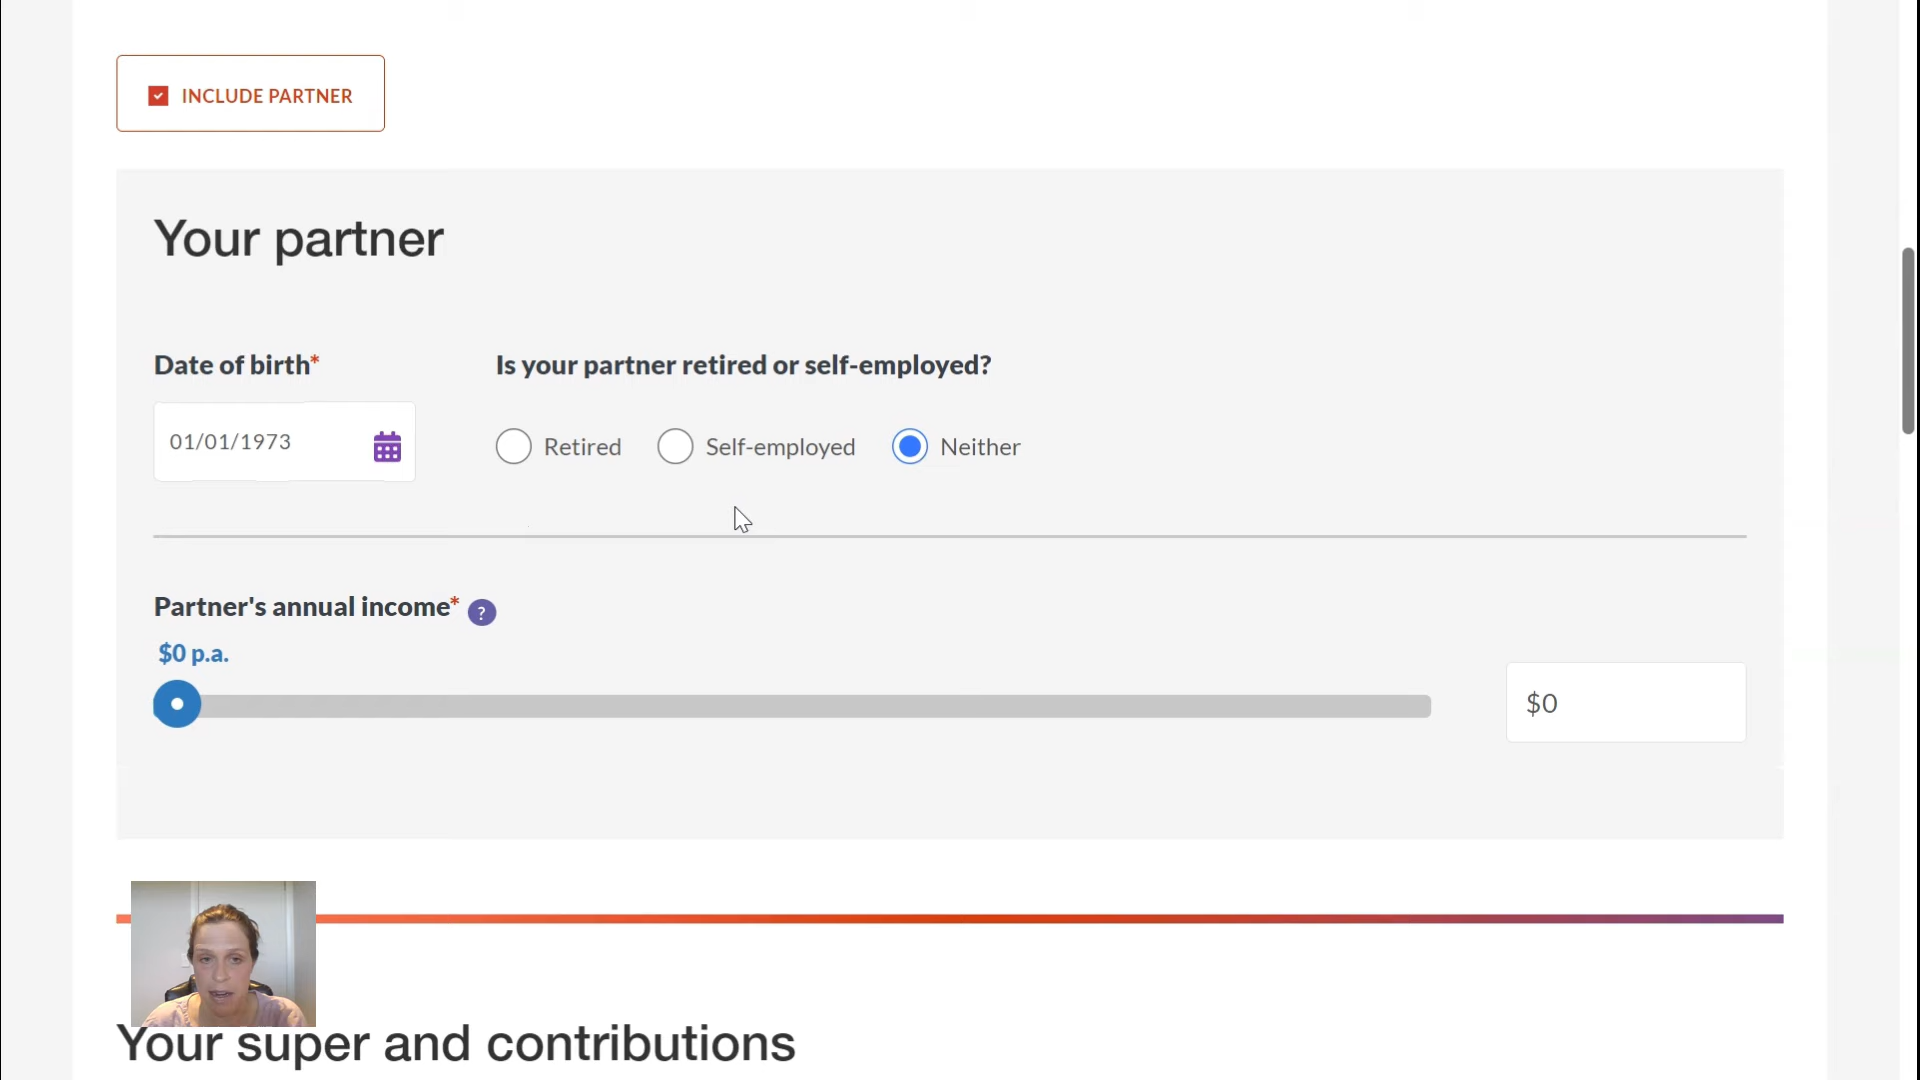 INCLUDE PARTNER
Your partner
Date of birth* Is your partner retired or self-employed?
01/01/1973 Retired Self-employed Neither
Partner's annual income* ?
$0 p.a.
$0
Your super and contributions